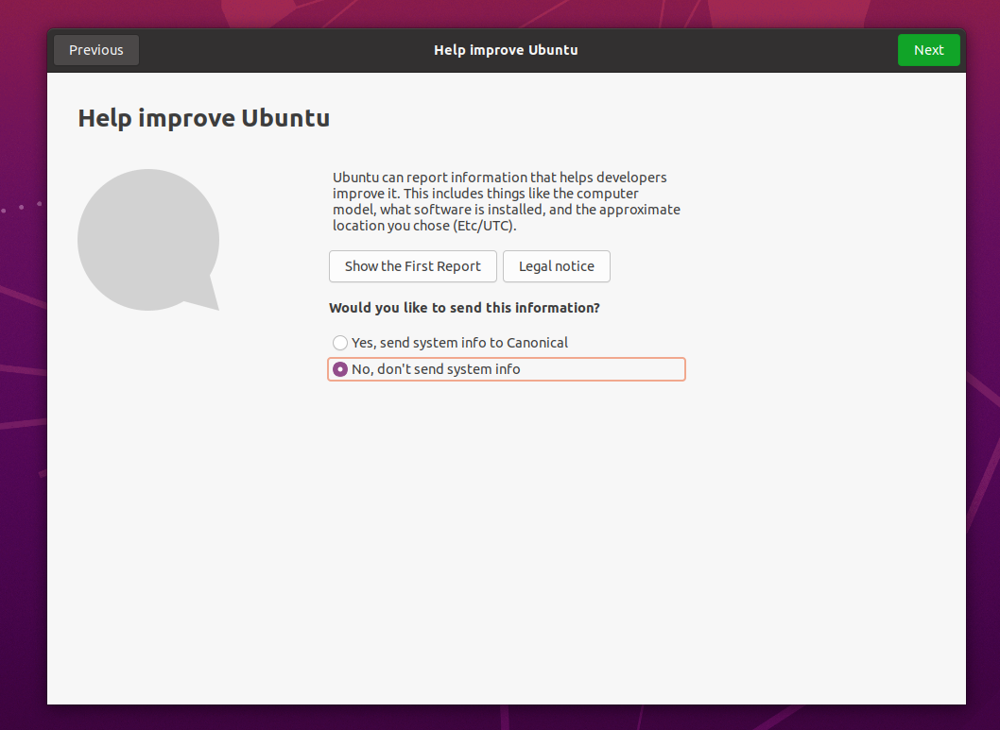 Previous
Help improve Ubuntu
Next
Help improve Ubuntu
Ubuntu can report information that helps developers
improve it. This includes things like the computer
model, what software is installed, and the approximate
location you chose (Etc/UTC).
Show the First Report
Legal notice
Would you like to send this information?
Yes, send system info to Canonical
No, don't send system info